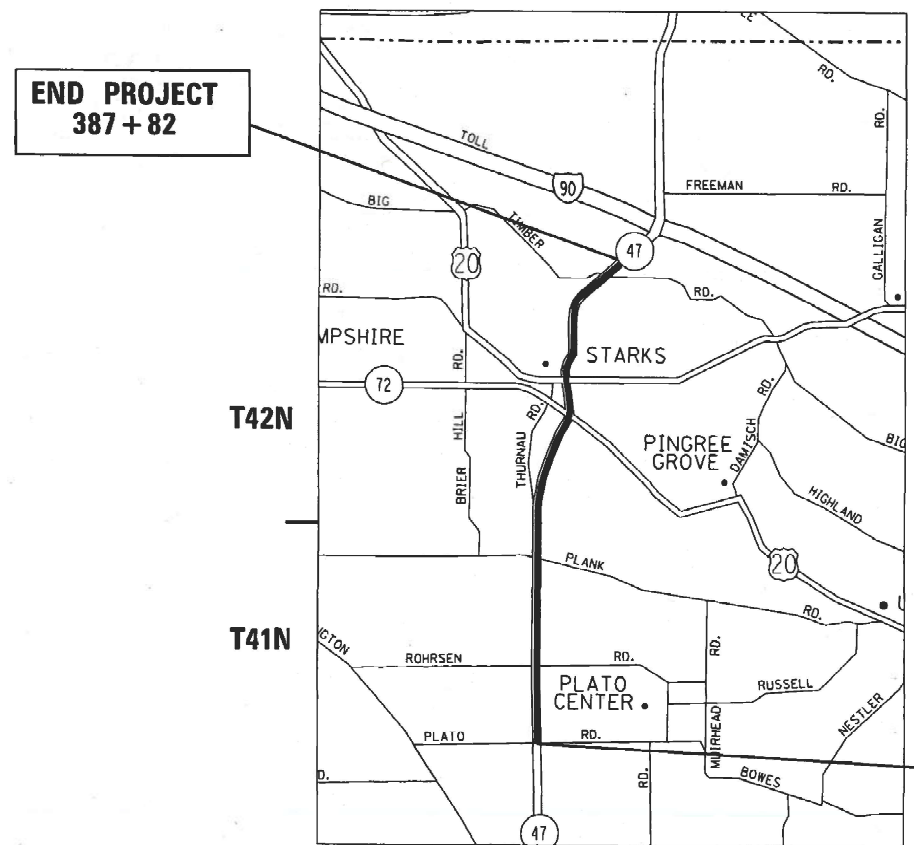 END PROJECT
387+82
RD.
TOLL
90
RD.
FREEMAN RD.
BIG
TIMBER
47
GALLIGAN
20
RD.
RD.
MPSHIRE
RD.
STARKS
72
RD.
RD.
T42N
HILL
THURNAU
PINGREE
GROVE
DAMISCH
BIG
BRIER
HIGHLAND
PLANK
20
RD.
U
T41N
NGTON
RD.
ROHRSEN RD.
PLATO
CENTER
RUSSELL
NESTLER
MUIRHEAD
PLATO RD.
D.
RD.
BOWES
47